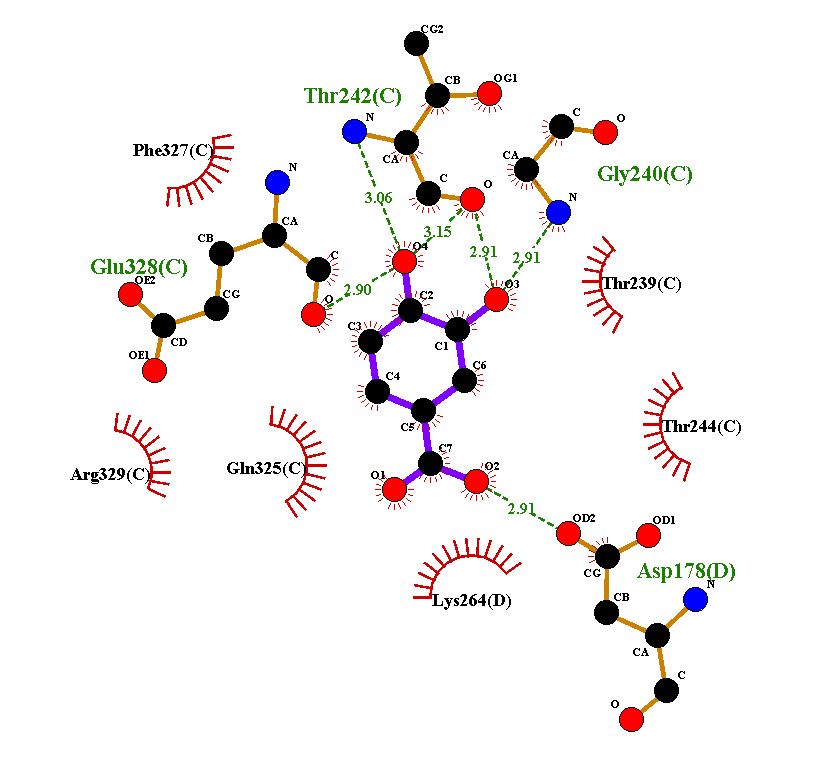 CG2
CB
OG1
Thr242(C)
N
C
O
CA
CA
Gly240(C)
Phe327(C)
N
C
O
N
3.06
3.15
CA
CB
O4
2.91
2.91
C
Glu328(C)
OE2
2.90
O3
Thr239(C)
O
CG
C2
C3
C1
CD
OE1
C6
C4
C5
Thr244(C)
C7
Gln325(C)
Arg329(C)
O1
O2
2.91
OD2
OD1
CG
Asp178(D)
N
Lys264(D)
CB
CA
C
O